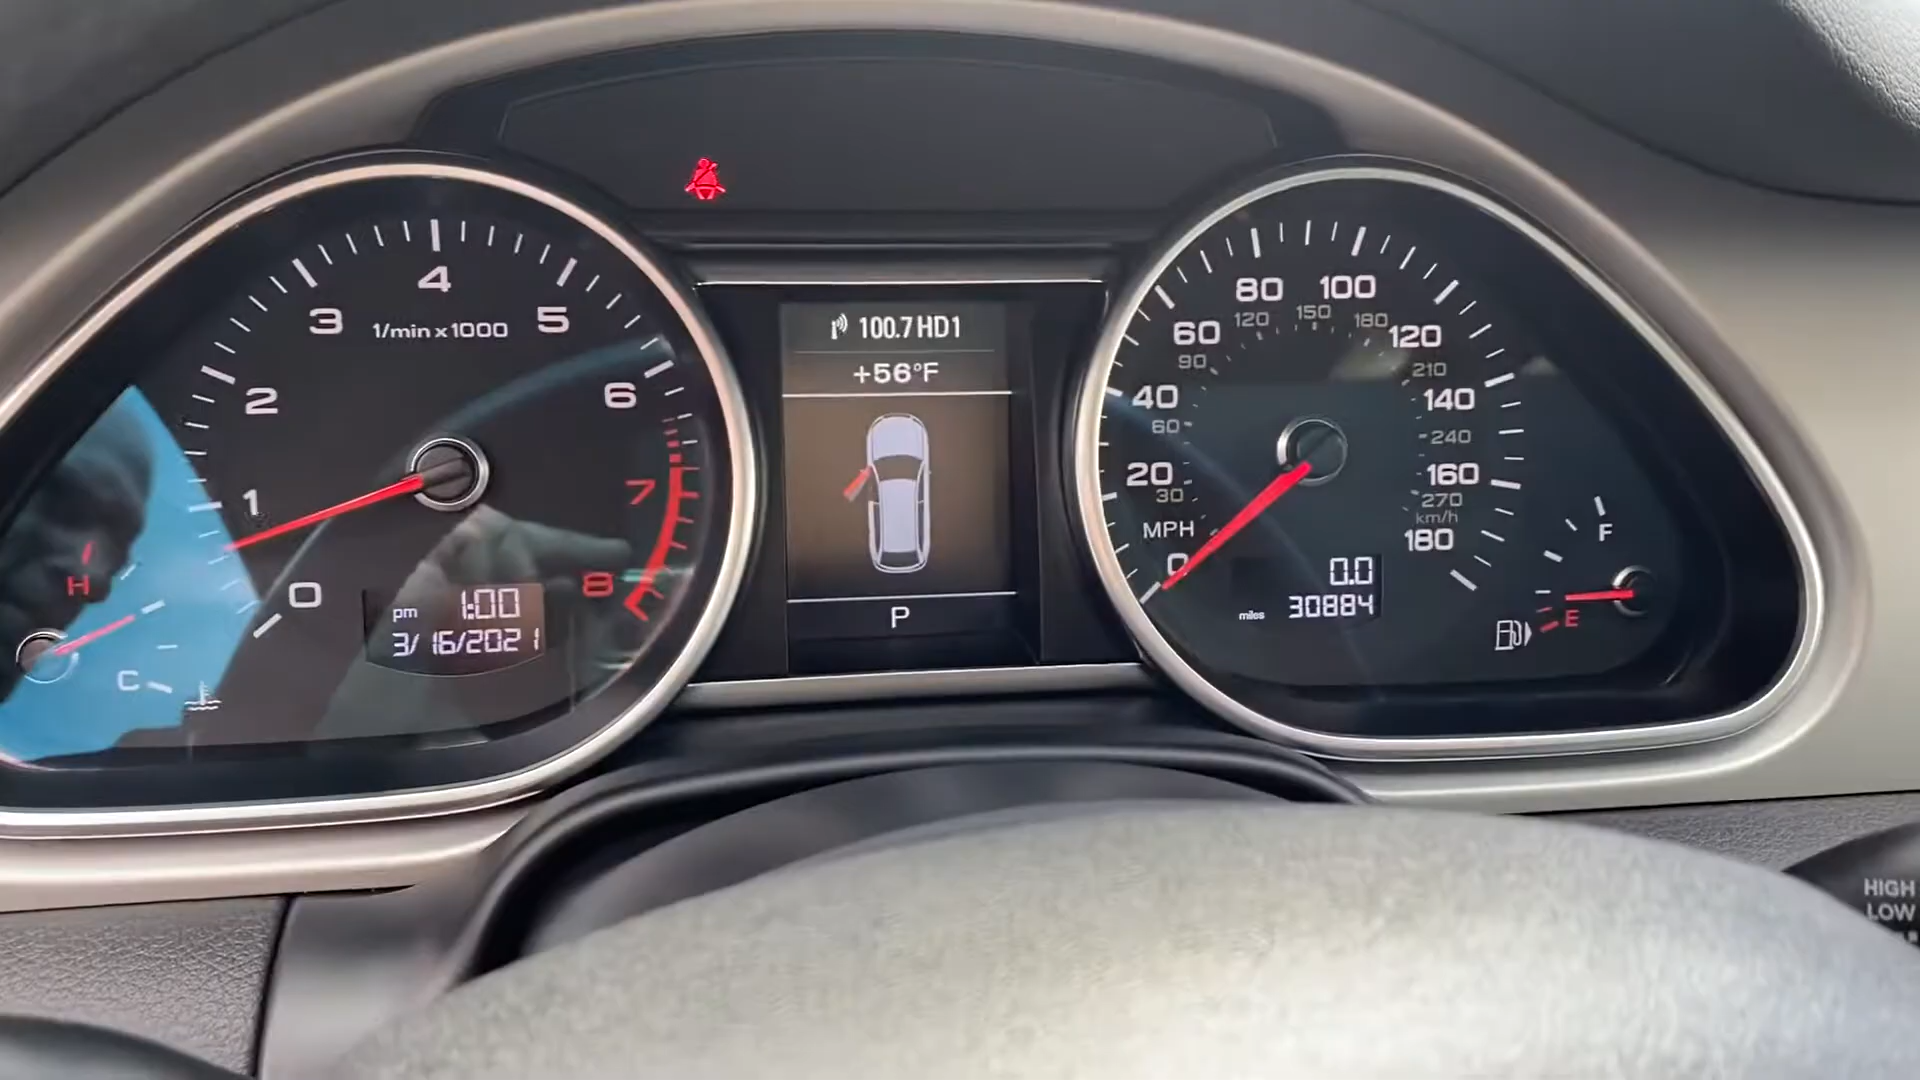 4
3
1/min x 1000
5
2
6
1
7
0
8
H
C
pm 1:00
3/16/2021
100.7 HD1
+56°F
P
80
100
120
150
180
60
120
90
210
40
140
60
240
20
160
30
270
km/h
MPH
180
0
0.0
miles 30884
F
E
HIGH
LOW